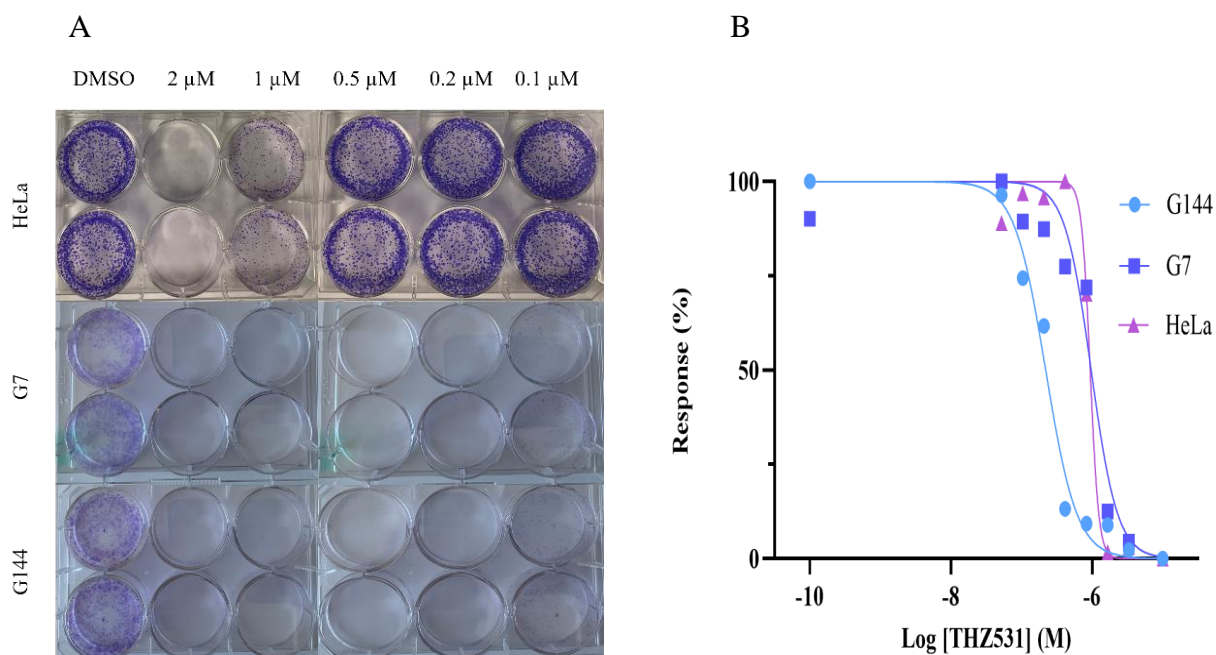 A
B
DMSO 2 µM 1 µM 0.5 µM 0.2 µM 0.1 µM
HeLa
G7
G144
Response (%)
100
50
0
-10 -8 -6
Log [THZ531] (M)
G144
G7
HeLa